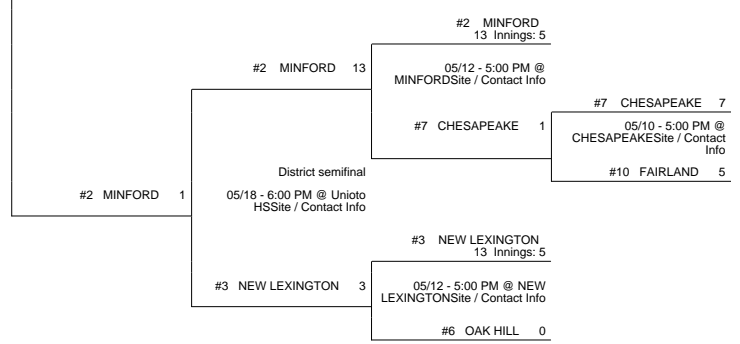 #2 MINFORD
13 Innings: 5
#2 MINFORD 13
05/12 - 5:00 PM @
MINFORDSite / Contact Info
#7 CHESAPEAKE 7
#7 CHESAPEAKE 1
05/10 - 5:00 PM @
CHESAPEAKESite / Contact
Info
District semifinal
#10 FAIRLAND 5
#2 MINFORD 1
05/18 - 6:00 PM @ Unioto
HSSite / Contact Info
#3 NEW LEXINGTON
13 Innings: 5
#3 NEW LEXINGTON 3
05/12 - 5:00 PM @ NEW
LEXINGTONSite / Contact Info
#6 OAK HILL 0